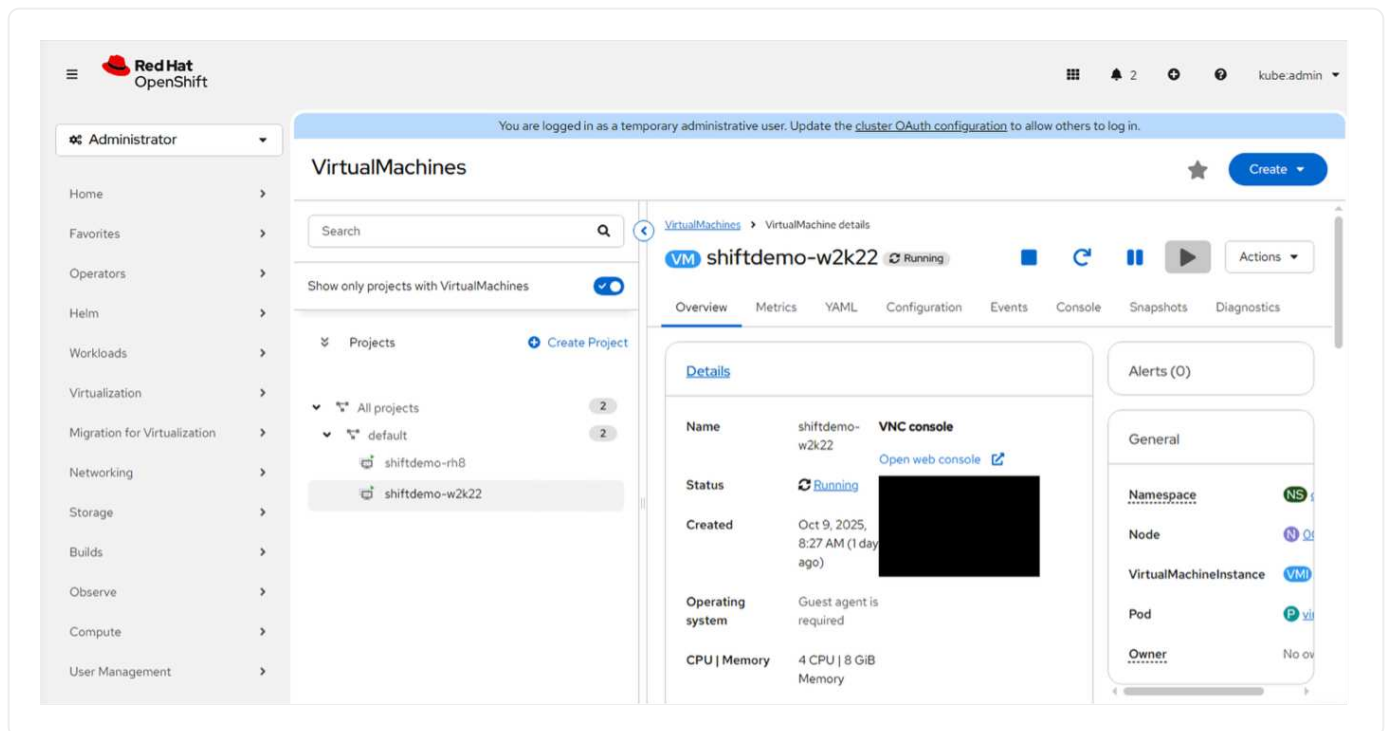 Red Hat
OpenShift
2
kube:admin
Administrator
You are logged in as a temporary administrative user. Update the cluster OAuth configuration to allow others to log in.
Home
Favorites
Operators
Helm
Workloads
Virtualization
Migration for Virtualization
Networking
Storage
Builds
Observe
Compute
User Management
VirtualMachines
Create
Search
Show only projects with VirtualMachines
Projects
Create Project
All projects
2
default
2
shiftdemo-rh8
shiftdemo-w2k22
VirtualMachines > VirtualMachine details
VM shiftdemo-w2k22 Running
Actions
Overview Metrics YAML Configuration Events Console Snapshots Diagnostics
Details
Name
shiftdemo-
w2k22
VNC console
Open web console
Status
Running
Created
Oct 9, 2025,
8:27 AM (1 day
ago)
Operating
system
Guest agent is
required
CPU | Memory
4 CPU | 8 GiB
Memory
Alerts (0)
General
Namespace
NS
Node
N
VirtualMachineInstance
VMI
Pod
P
Owner
No